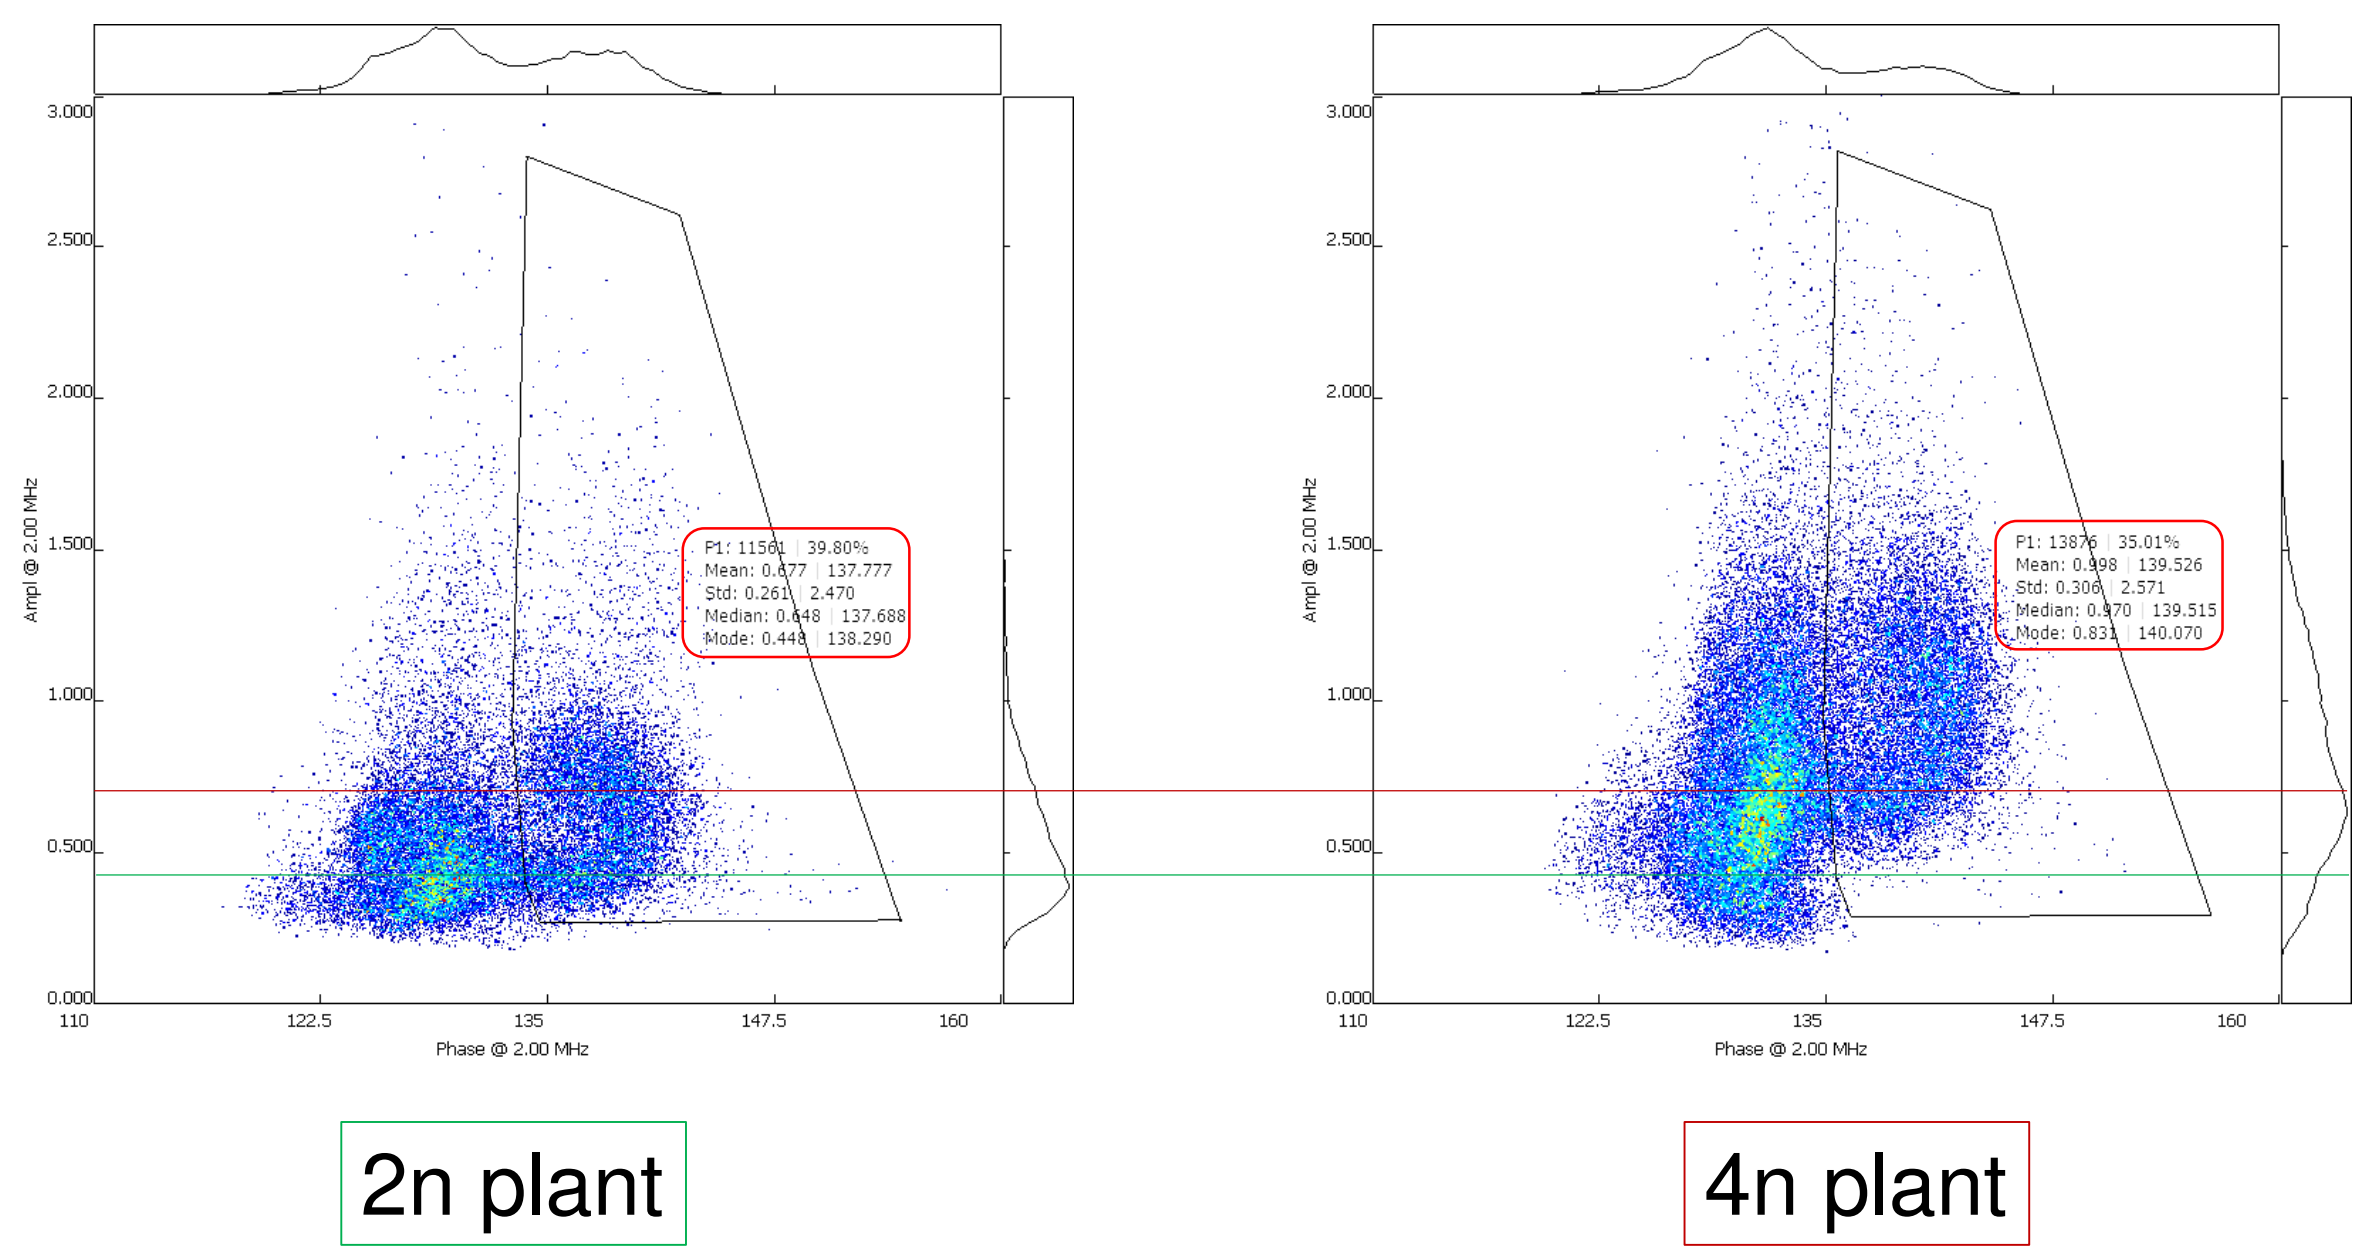 3.000
2.500
2.000
1.500
1.000
0.500
0.000
Ampl @ 2.00 MHz
110
122.5
135
147.5
160
Phase @ 2.00 MHz
P1: 11561 | 39.80%
Mean: 0.677 | 137.777
Std: 0.261 | 2.470
Median: 0.648 | 137.688
Mode: 0.448 | 138.290
2n plant
3.000
2.500
2.000
1.500
1.000
0.500
0.000
Ampl @ 2.00 MHz
110
122.5
135
147.5
160
Phase @ 2.00 MHz
P1: 13876 | 35.01%
Mean: 0.998 | 139.526
Std: 0.306 | 2.571
Median: 0.970 | 139.515
Mode: 0.831 | 140.070
4n plant